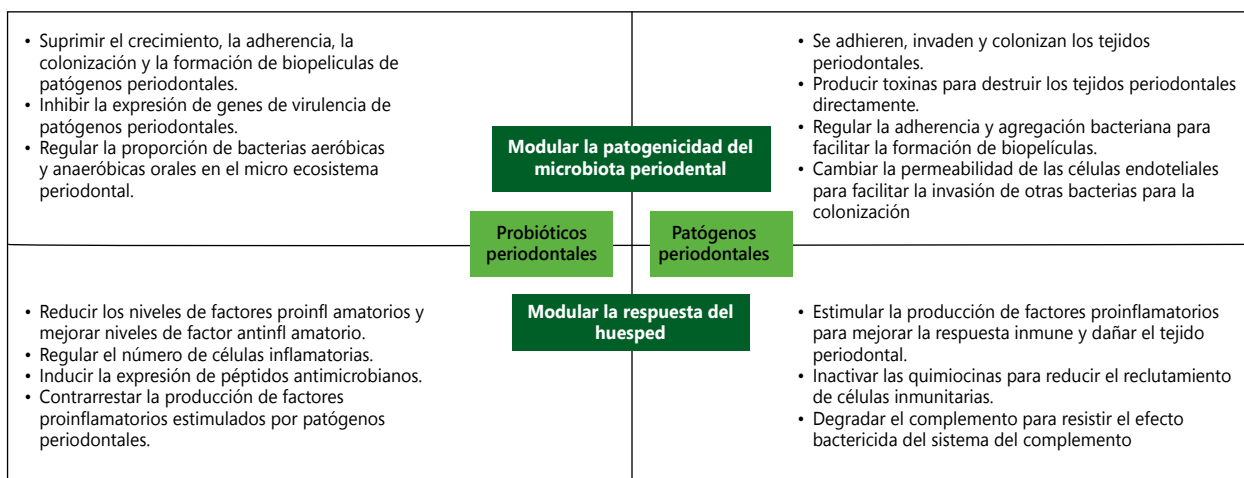 • Suprimir el crecimiento, la adherencia, la
colonización y la formación de biopeliculas de
patógenos periodontales.
• Inhibir la expresión de genes de virulencia de
patógenos periodontales.
• Regular la proporción de bacterias aeróbicas
y anaeróbicas orales en el micro ecosistema
periodontal.
• Se adhieren, invaden y colonizan los tejidos
periodontales.
• Producir toxinas para destruir los tejidos periodontales
directamente.
• Regular la adherencia y agregación bacteriana para
facilitar la formación de biopelículas.
• Cambiar la permeabilidad de las células endoteliales
para facilitar la invasión de otras bacterias para la
colonización
Modular la patogenicidad del
microbiota periodental
Probióticos
periodontales
Patógenos
periodontales
Modular la respuesta del
huesped
• Reducir los niveles de factores proinfl amatorios y
mejorar niveles de factor antinfl amatorio.
• Regular el número de células inflamatorias.
• Inducir la expresión de péptidos antimicrobianos.
• Contrarrestar la producción de factores
proinflamatorios estimulados por patógenos
periodontales.
• Estimular la producción de factores proinflamatorios
para mejorar la respuesta inmune y dañar el tejido
periodontal.
• Inactivar las quimiocinas para reducir el reclutamiento
de células inmunitarias.
• Degradar el complemento para resistir el efecto
bactericida del sistema del complemento